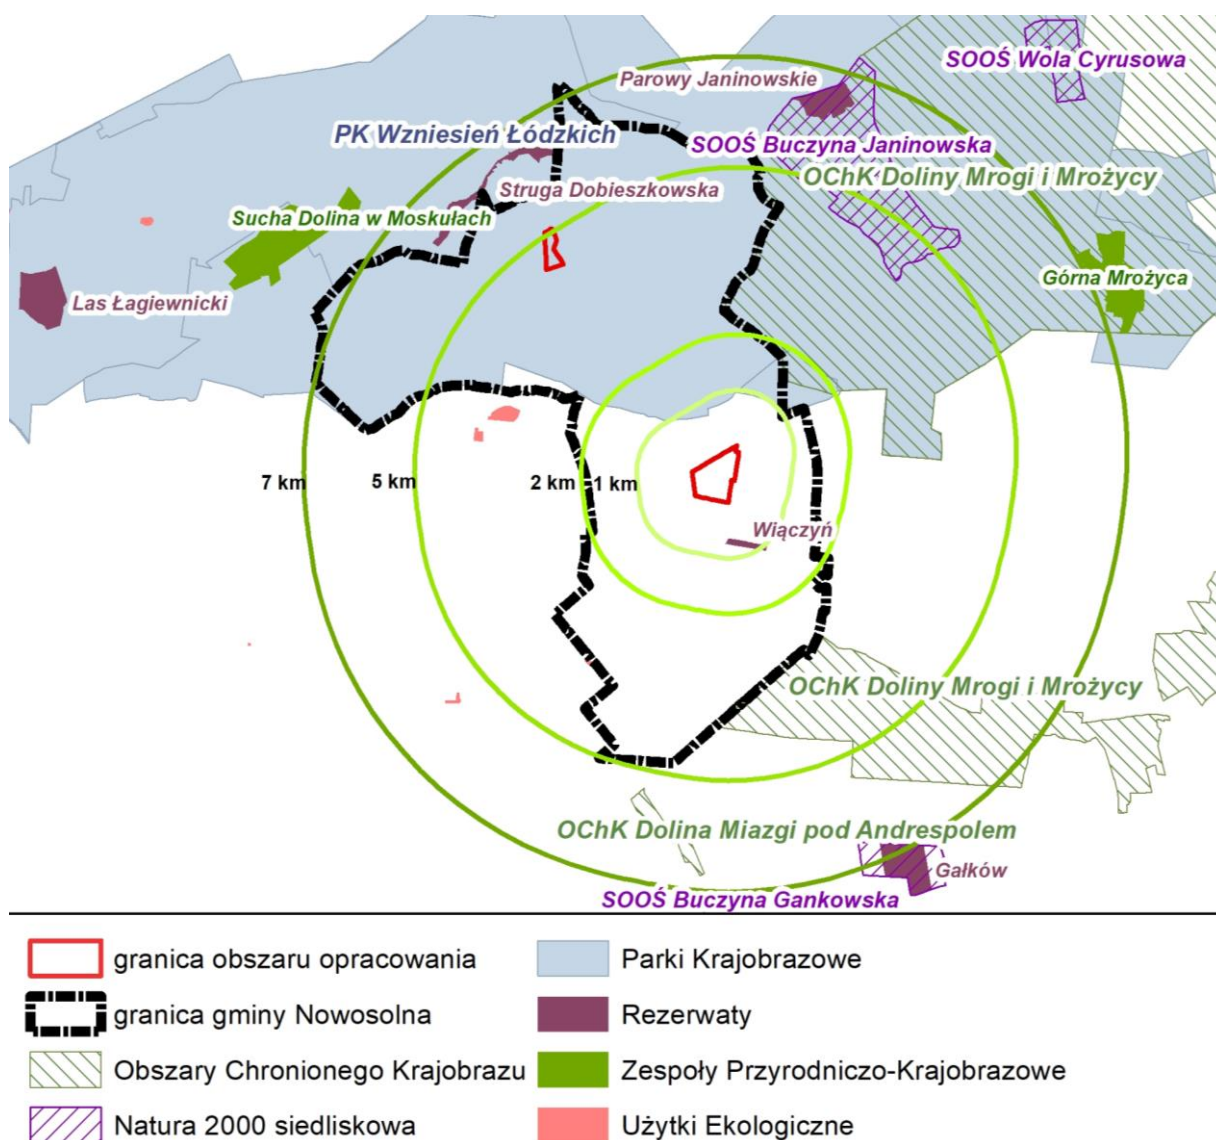 SOOŚ Wola Cyrusowa
Parowy Janinowskie
PK Wzniesień Łódzkich
SOOŚ Buczyna Janinowska
OChK Doliny Mrogi i Mrożycy
Struga Dobieszkowska
Sucha Dolina w Moskułach
Górna Mrożyca
Las Łagiewnicki
7 km
5 km
2 km
1 km
Wiączyń
OChK Doliny Mrogi i Mrożycy
OChK Dolina Miazgi pod Andrespolem
Gałków
SOOŚ Buczyna Gankowska
granica obszaru opracowania
Parki Krajobrazowe
granica gminy Nowosolna
Rezerwaty
Obszary Chronionego Krajobrazu
Zespoły Przyrodniczo-Krajobrazowe
Natura 2000 siedliskowa
Użytki Ekologiczne